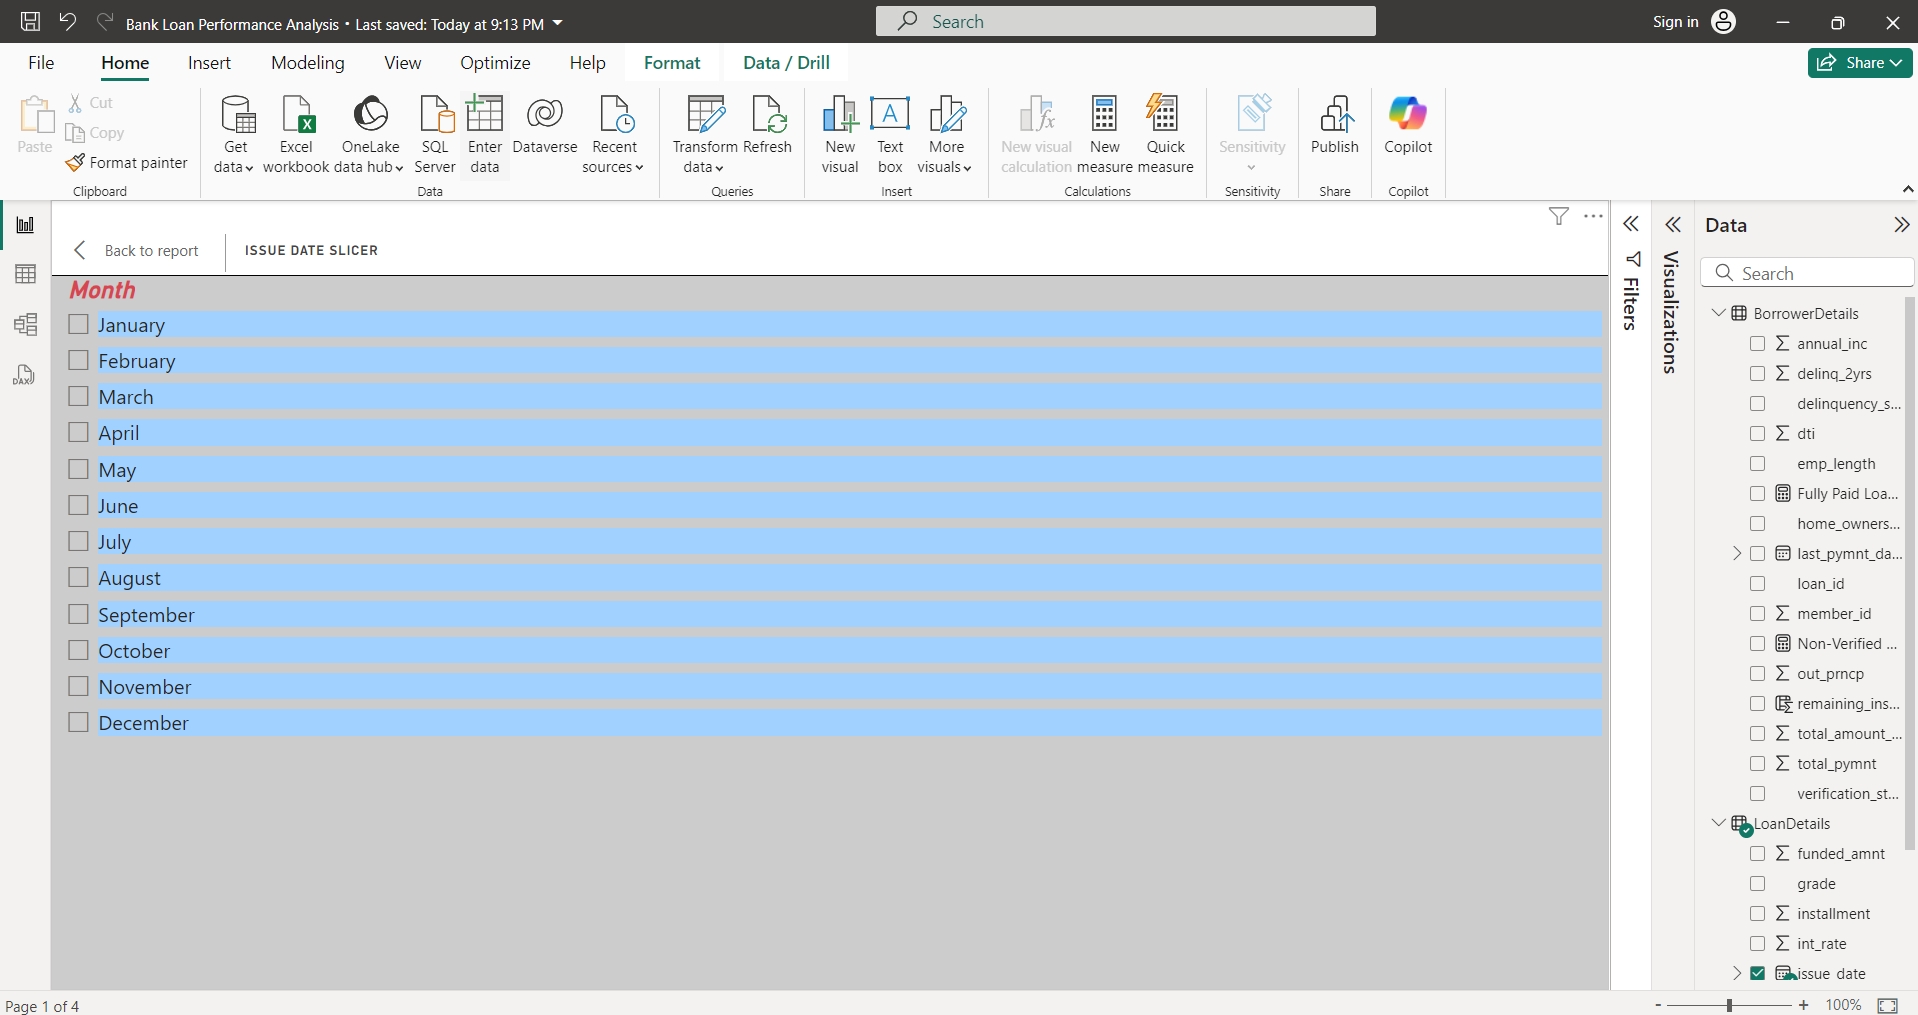 Bank Loan Performance Analysis • Last saved: Today at 9:13 PM
Search
Sign in
File
Home
Insert
Modeling
View
Optimize
Help
Format
Data / Drill
Share
Paste
Cut
Copy
Format painter
Clipboard
Get data
Excel workbook
OneLake data hub
SQL Server
Enter data
Dataverse
Recent sources
Data
Transform data
Refresh
Queries
New visual
Text box
More visuals
Insert
New visual calculation
New measure
Quick measure
Calculations
Sensitivity
Sensitivity
Publish
Share
Copilot
Copilot
Back to report
ISSUE DATE SLICER
Month
January
February
March
April
May
June
July
August
September
October
November
December
Filters
Visualizations
Data
Search
BorrowerDetails
annual_inc
delinq_2yrs
delinquency_s...
dti
emp_length
Fully Paid Loa...
home_owners...
last_pymnt_da...
loan_id
member_id
Non-Verified ...
out_prncp
remaining_ins...
total_amount_...
total_pymnt
verification_st...
LoanDetails
funded_amnt
grade
installment
int_rate
issue_date
DAX
Page 1 of 4
- + 100%